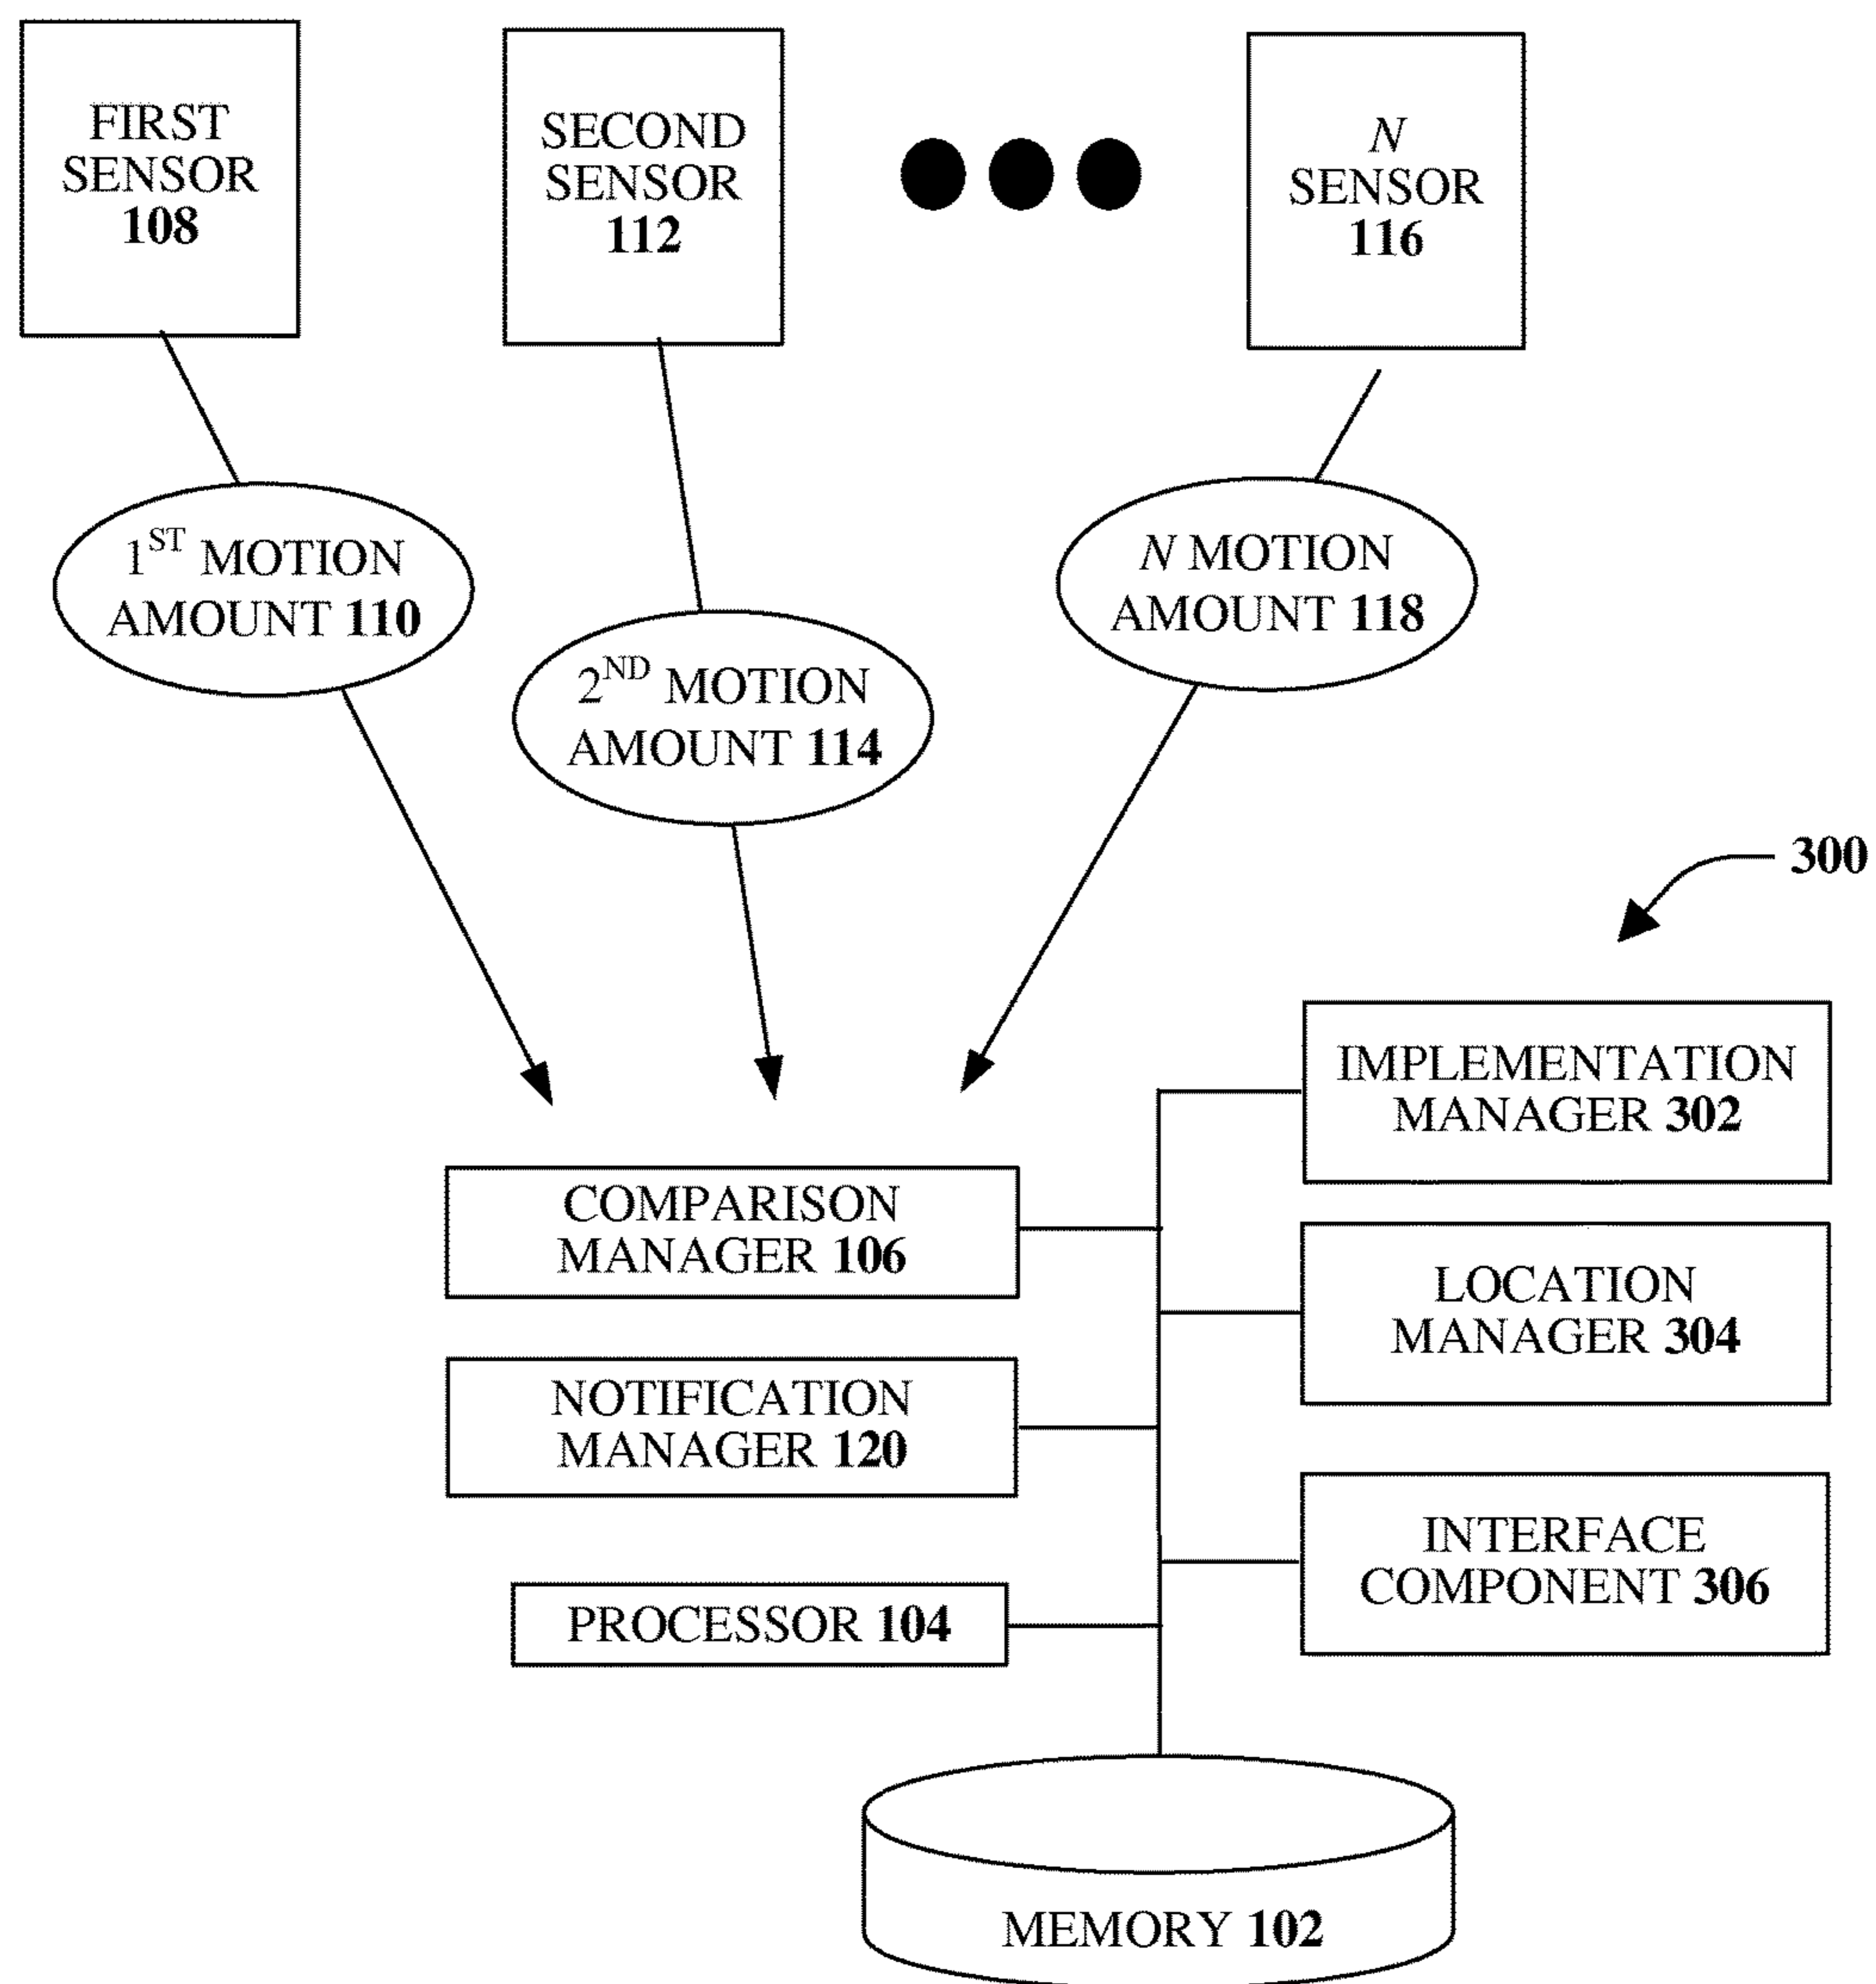 FIRST
SENSOR
108
SECOND
SENSOR
112
N
SENSOR
116
1ST MOTION
AMOUNT 110
2ND MOTION
AMOUNT 114
N MOTION
AMOUNT 118
300
COMPARISON
MANAGER 106
NOTIFICATION
MANAGER 120
PROCESSOR 104
IMPLEMENTATION
MANAGER 302
LOCATION
MANAGER 304
INTERFACE
COMPONENT 306
MEMORY 102